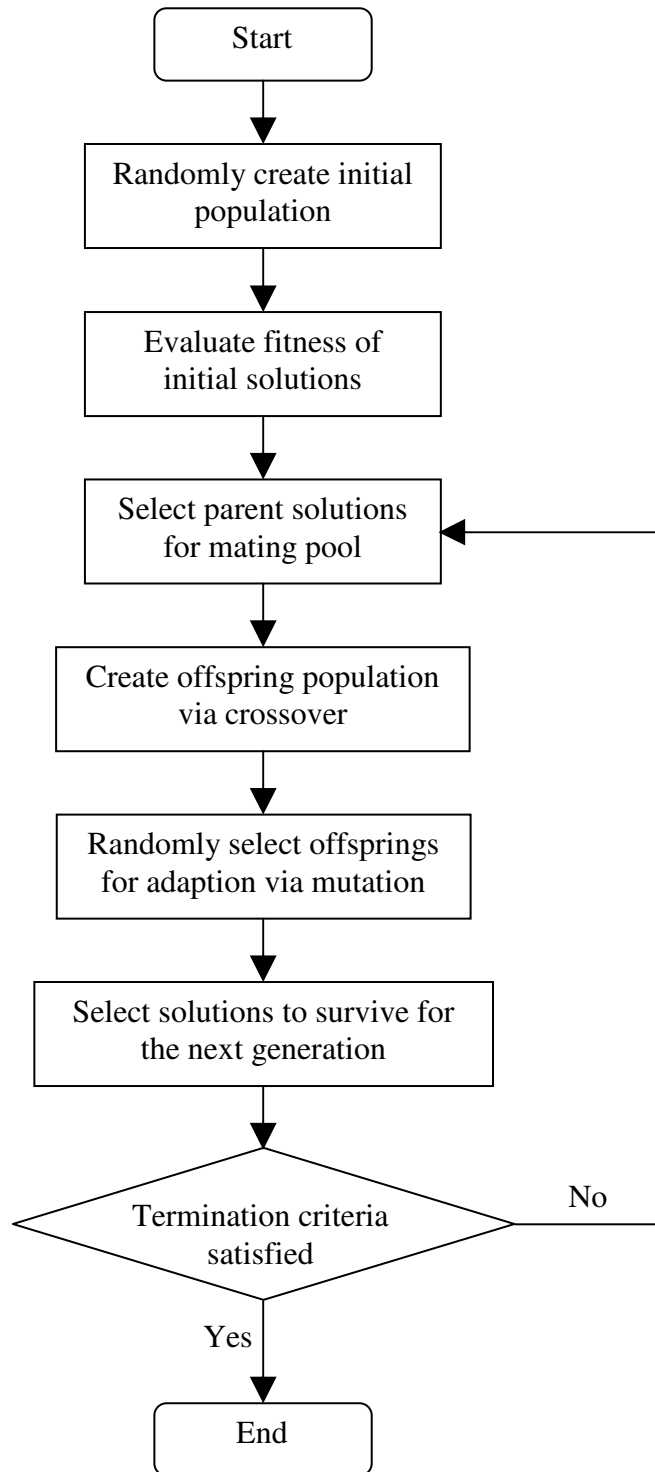 Start
Randomly create initial
population
Evaluate fitness of
initial solutions
Select parent solutions
for mating pool
Create offspring population
via crossover
Randomly select offsprings
for adaption via mutation
Select solutions to survive for
the next generation
Termination criteria
satisfied
No
Yes
End